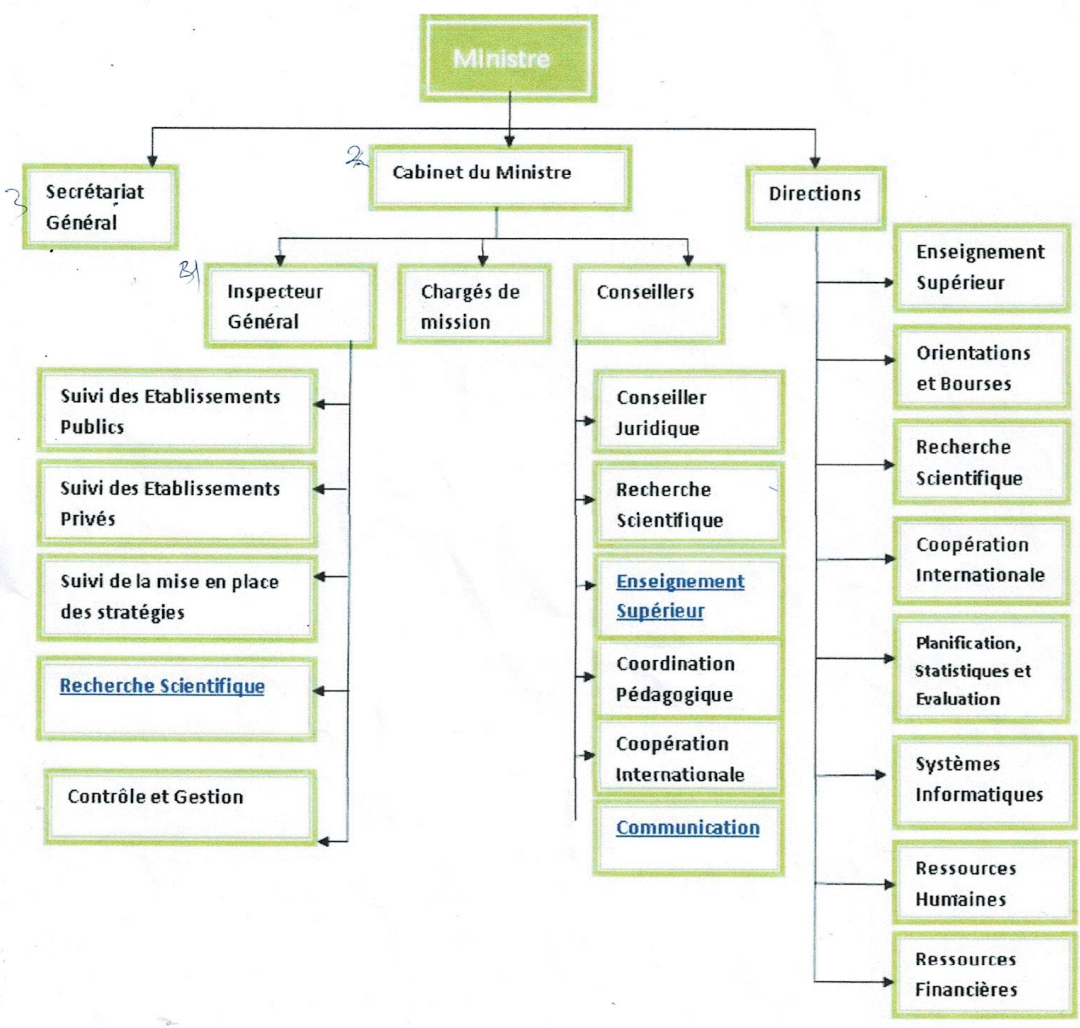 Ministre
3
Secrétariat
Général
2
Cabinet du Ministre
Directions
Inspecteur
Général
Chargés de
mission
Conseillers
Suivi des Etablissements
Publics
Suivi des Etablissements
Privés
Suivi de la mise en place
des stratégies
Recherche Scientifique
Contrôle et Gestion
Conseiller
Juridique
Recherche
Scientifique
Enseignement
Supérieur
Coordination
Pédagogique
Coopération
Internationale
Communication
Enseignement
Supérieur
Orientations
et Bourses
Recherche
Scientifique
Coopération
Internationale
Planification,
Statistiques et
Evaluation
Systèmes
Informatiques
Ressources
Humaines
Ressources
Financières